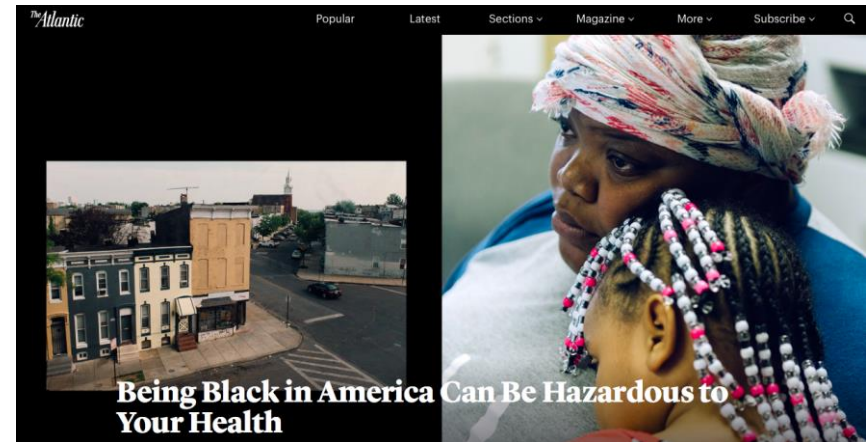 The Atlantic
Popular Latest Sections Magazine More Subscribe
Being Black in America Can Be Hazardous to
Your Health